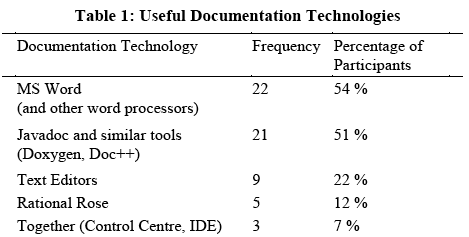 Table 1: Useful Documentation Technologies
Documentation Technology Frequency Percentage of
Participants
MS Word 22 54 %
(and other word processors)
Javadoc and similar tools 21 51 %
(Doxygen, Doc++)
Text Editors 9 22 %
Rational Rose 5 12 %
Together (Control Centre, IDE) 3 7 %